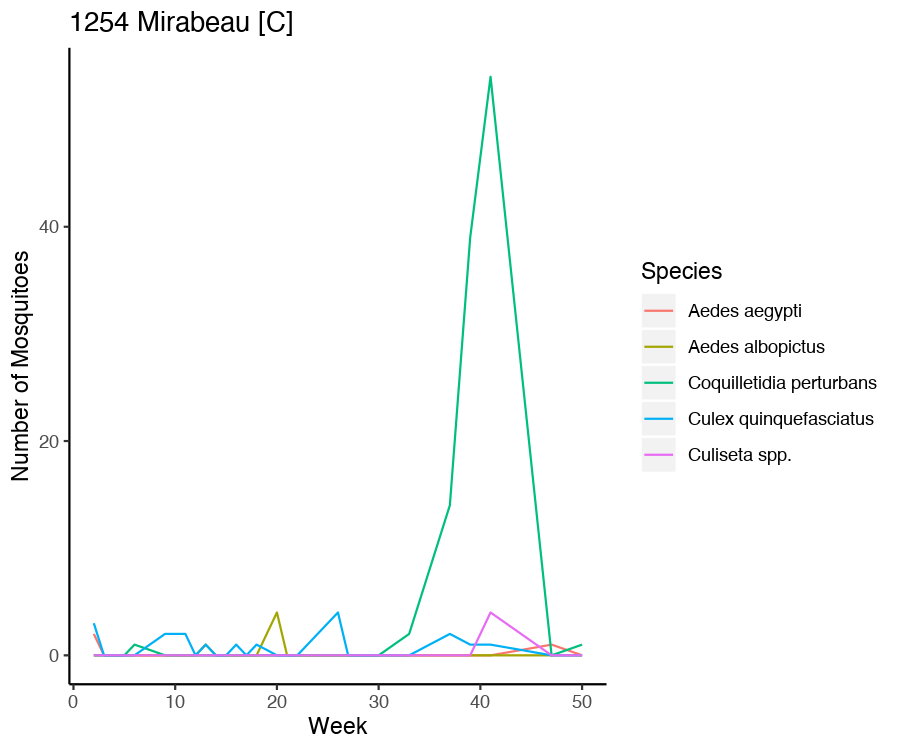 1254 Mirabeau [C]
Number of Mosquitoes
40
20
0
0 10 20 30 40 50
Week
Species
Aedes aegypti
Aedes albopictus
Coquilletidia perturbans
Culex quinquefasciatus
Culiseta spp.